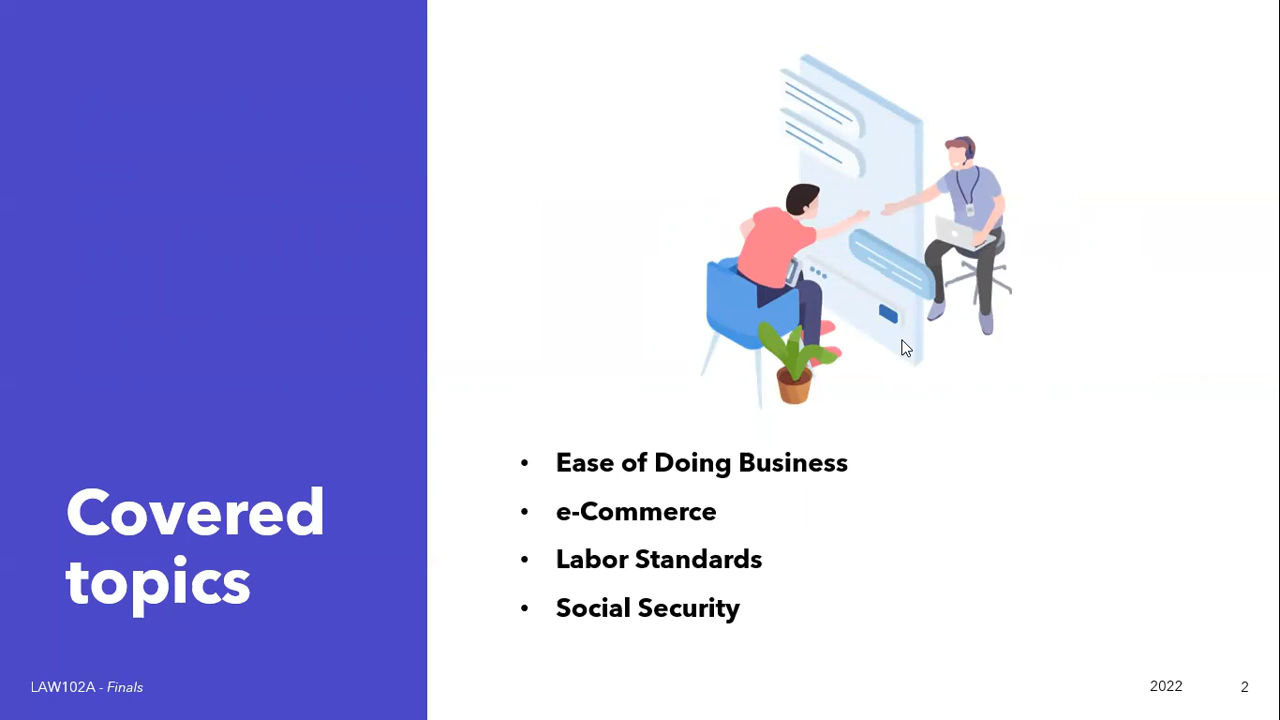 Covered
topics
• Ease of Doing Business
• e-Commerce
• Labor Standards
• Social Security
LAW102A - Finals
2022
2